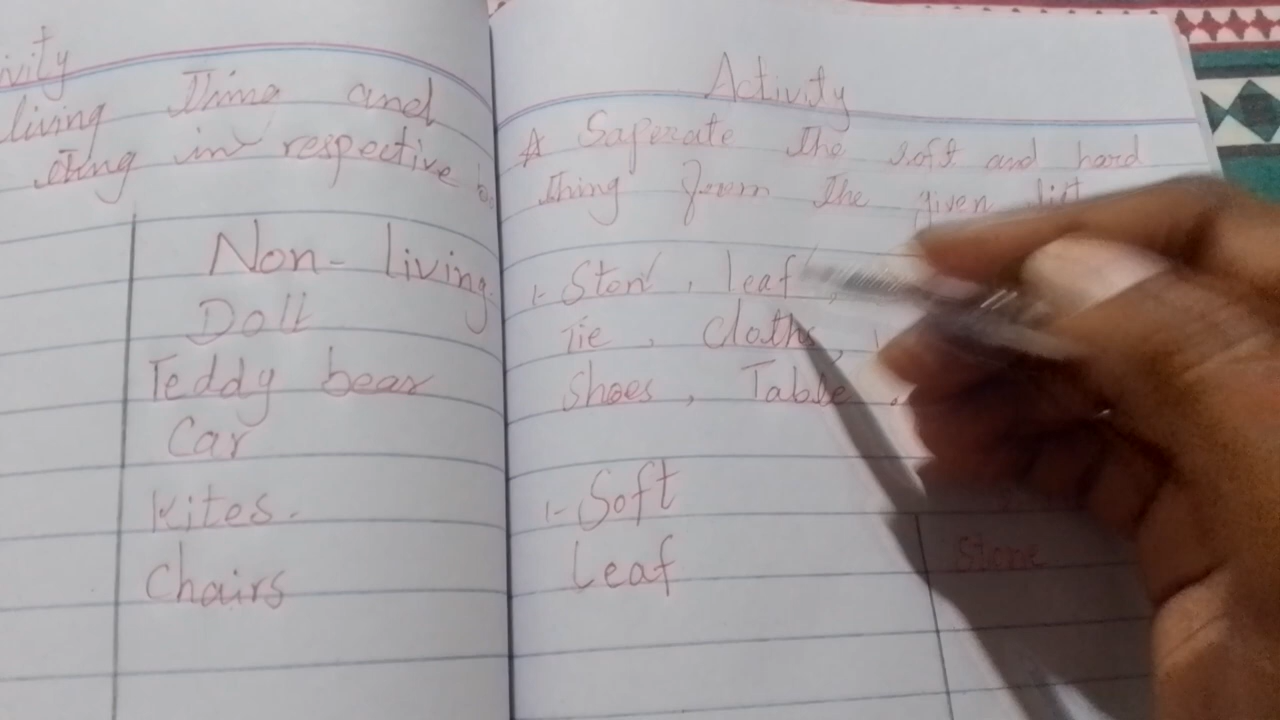 ivity
living Thing and
thing in respective
Non-living.
Doll
Teddy bear
Car
Kites.
Chairs
Activity
Saperate the soft and hard
Thing from the given list
1- Ston, leaf,
Tie, Cloths,
Shoes, Table
1- Soft
Leaf
Stone